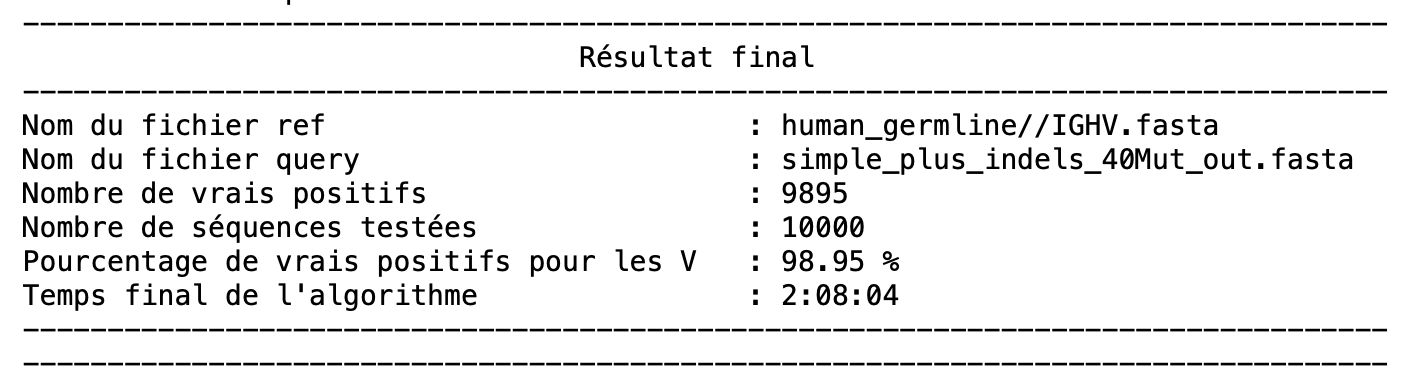 Résultat final
Nom du fichier ref : human_germline//IGHV.fasta
Nom du fichier query : simple_plus_indels_40Mut_out.fasta
Nombre de vrais positifs : 9895
Nombre de séquences testées : 10000
Pourcentage de vrais positifs pour les V : 98.95 %
Temps final de l'algorithme : 2:08:04